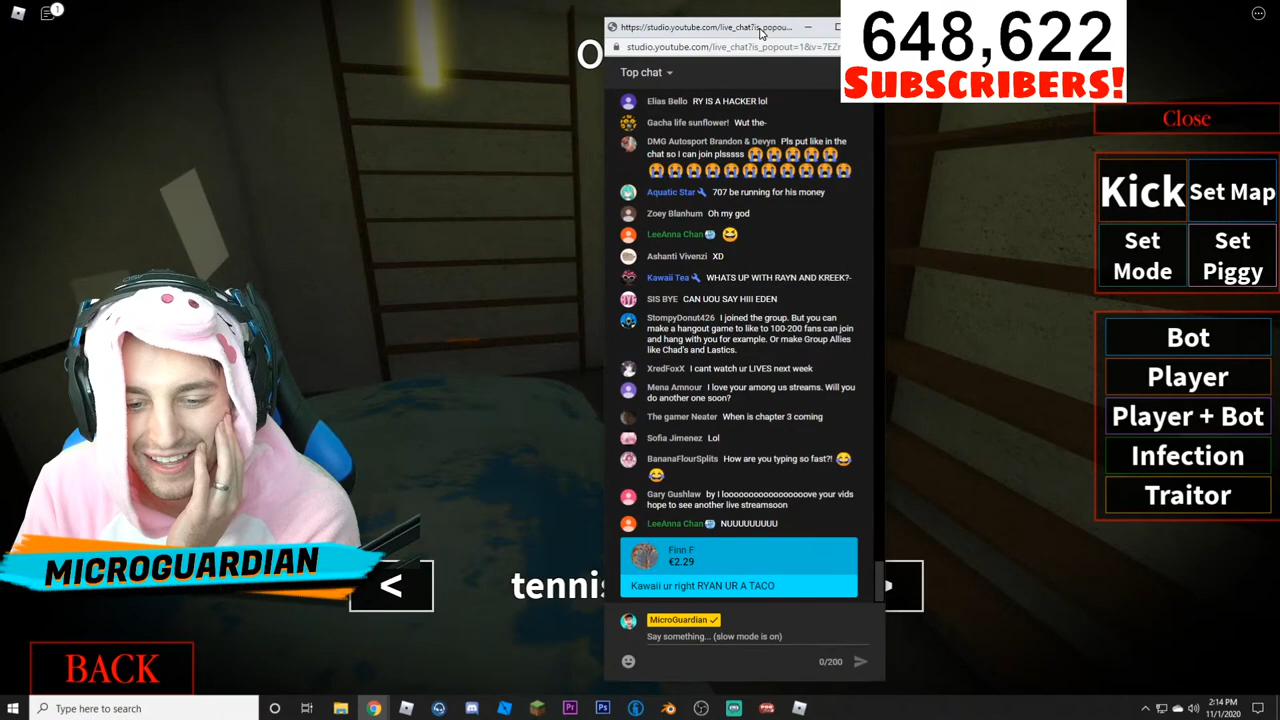 1
https://studio.youtube.com/live_chat?is_popou...
studio.youtube.com/live_chat?is_popout=1&v=7EZ
648,622
SUBSCRIBERS!
O
Top chat
Elias Bello RY IS A HACKER lol
Gacha life sunflower! Wut the-
DMG Autosport Brandon & Devyn Pls put like in the
chat so I can join plsssss 😭😭😭😭😭
😭😭😭😭😭😭😭😭😭😭😭
Aquatic Star 707 be running for his money
Zoey Blanhum Oh my god
LeeAnna Chan 😆
Ashanti Vivenzi XD
Kawaii Tea WHATS UP WITH RAYN AND KREEK?-
SIS BYE CAN UOU SAY HIII EDEN
StompyDonut426 I joined the group. But you can
make a hangout game to like to 100-200 fans can join
and hang with you for example. Or make Group Allies
like Chad's and Lastics.
XredFoxX I cant watch ur LIVES next week
Mena Amnour I love your among us streams. Will you
do another one soon?
The gamer Neater When is chapter 3 coming
Sofia Jimenez Lol
BananaFlourSplits How are you typing so fast?! 😂
😂
Gary Gushlaw by I looooooooooooooooove your vids
hope to see another live streamsoon
LeeAnna Chan NUUUUUUUUU
Finn F
€2.29
Kawaii ur right RYAN UR A TACO
MicroGuardian
Say something... (slow mode is on)
0/200
Close
Kick
Set Map
Set
Mode
Set
Piggy
Bot
Player
Player + Bot
Infection
Traitor
MICROGUARDIAN
<
tennis
>
BACK
Type here to search
Pr
Ps
2:14 PM
11/1/2020